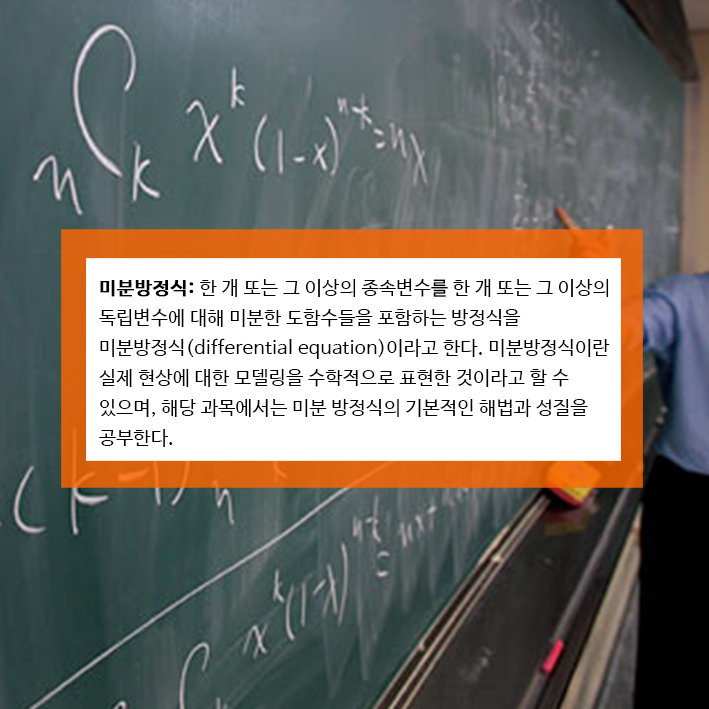 n∫k x^k (1-x)^n-k = nx
미분방정식: 한 개 또는 그 이상의 종속변수를 한 개 또는 그 이상의
독립변수에 대해 미분한 도함수들을 포함하는 방정식을
미분방정식(differential equation)이라고 한다. 미분방정식이란
실제 현상에 대한 모델링을 수학적으로 표현한 것이라고 할 수
있으며, 해당 과목에서는 미분 방정식의 기본적인 해법과 성질을
공부한다.
(k-1) n
x^k (1-x)^n-k = nx+